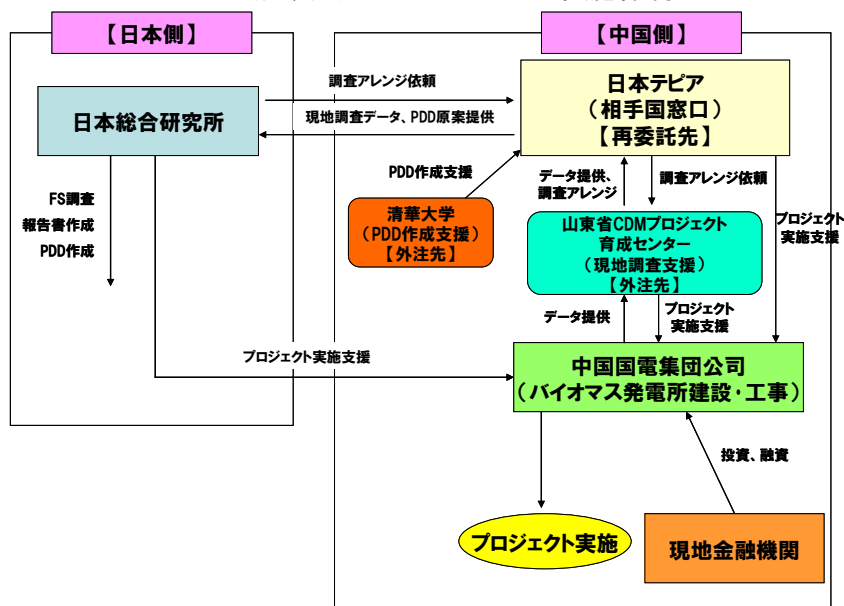 【日本側】
【中国側】
日本総合研究所
調査アレンジ依頼
現地調査データ、PDD原案提供
日本テピア
（相手国窓口）
【再委託先】
PDD作成支援
データ提供、
調査アレンジ
調査アレンジ依頼
FS調査
報告書作成
PDD作成
清華大学
（PDD作成支援）
【外注先】
山東省CDMプロジェクト
育成センター
（現地調査支援）
【外注先】
プロジェクト
実施支援
データ提供
プロジェクト
実施支援
プロジェクト実施支援
中国国電集団公司
（バイオマス発電所建設・工事）
投資、融資
プロジェクト実施
現地金融機関